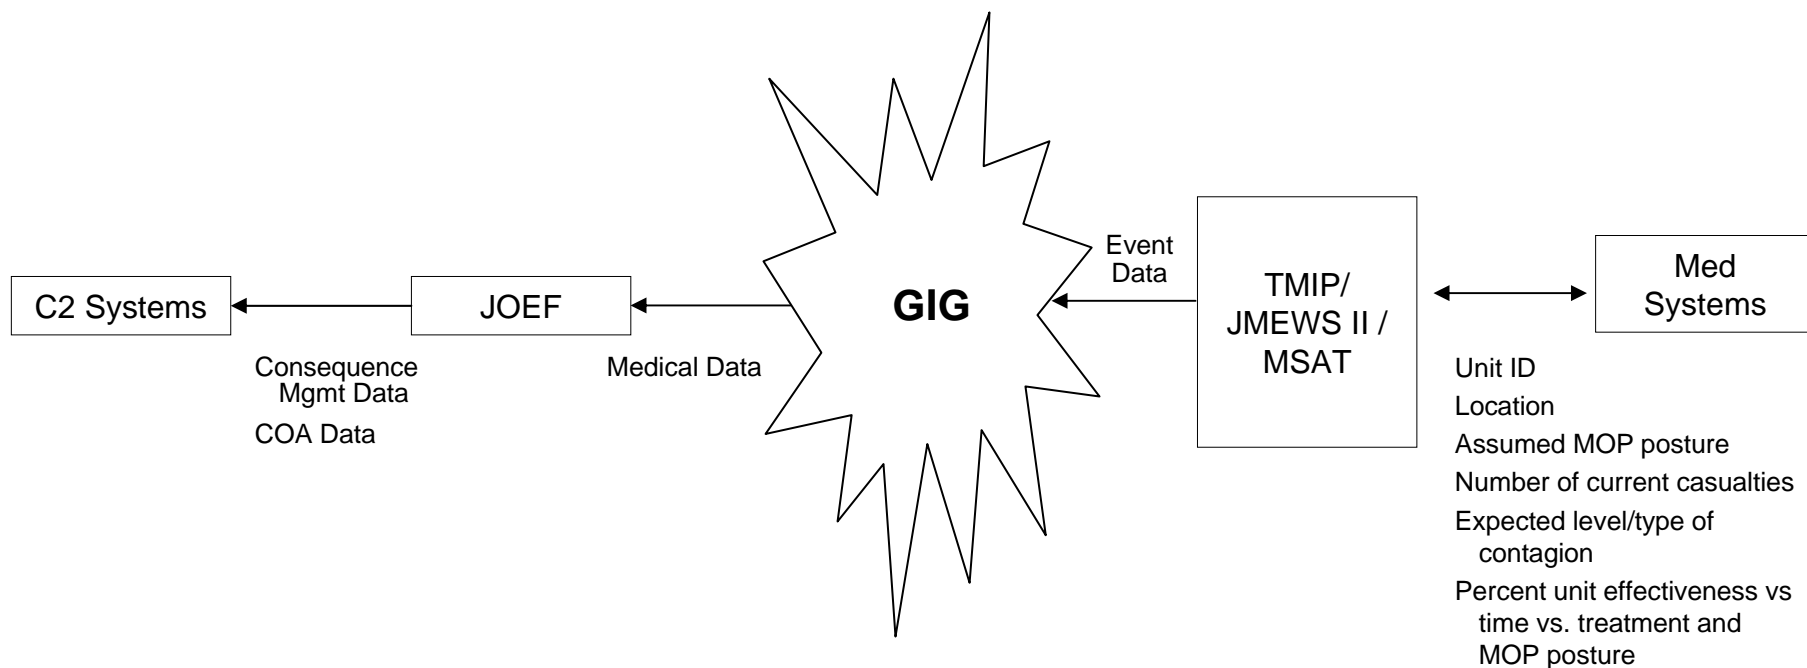 C2 Systems
JOEF
GIG
Event
Data
TMIP/
JMEWS II /
MSAT
Med
Systems
Consequence
Mgmt Data
COA Data
Medical Data
Unit ID
Location
Assumed MOP posture
Number of current casualties
Expected level/type of
contagion
Percent unit effectiveness vs
time vs. treatment and
MOP posture